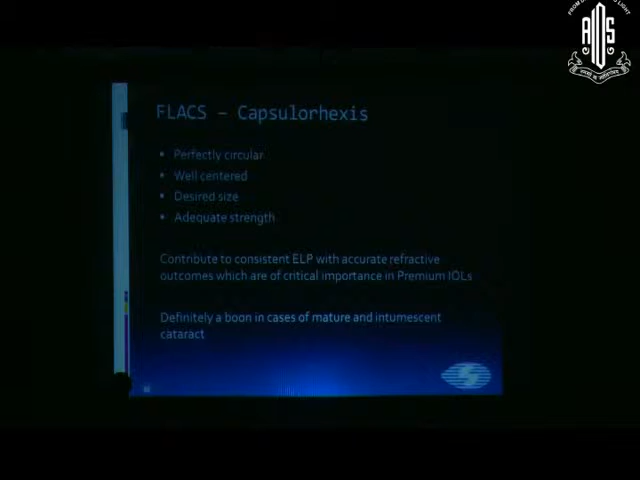 AIOS
FLACS – Capsulorhexis
Perfectly circular
Well centered
Desired size
Adequate strength
Contribute to consistent ELP with accurate refractive
outcomes which are of critical importance in Premium IOLs
Definitely a boon in cases of mature and intumescent
cataract